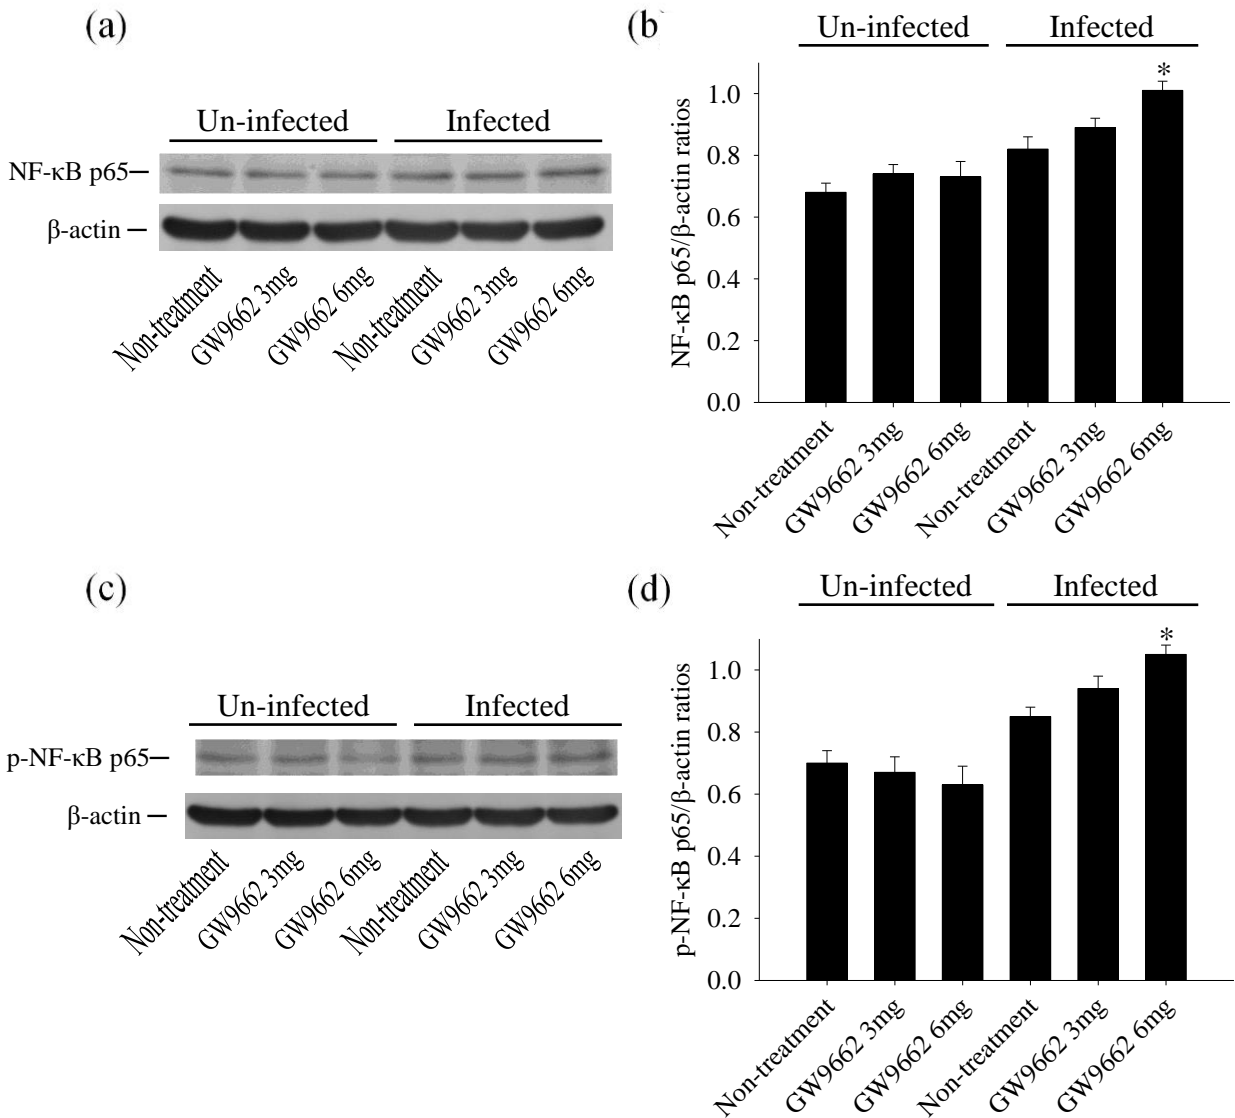 (a)
Un-infected Infected
NF-κB p65
β-actin
Non-treatment
GW9662 3mg
GW9662 6mg
Non-treatment
GW9662 3mg
GW9662 6mg
(b)
Un-infected Infected
NF-κB p65/β-actin ratios
*
1.0
0.8
0.6
0.4
0.2
0.0
Non-treatment
GW9662 3mg
GW9662 6mg
Non-treatment
GW9662 3mg
GW9662 6mg
(c)
Un-infected Infected
p-NF-κB p65
β-actin
Non-treatment
GW9662 3mg
GW9662 6mg
Non-treatment
GW9662 3mg
GW9662 6mg
(d)
Un-infected Infected
p-NF-κB p65/β-actin ratios
*
1.0
0.8
0.6
0.4
0.2
0.0
Non-treatment
GW9662 3mg
GW9662 6mg
Non-treatment
GW9662 3mg
GW9662 6mg